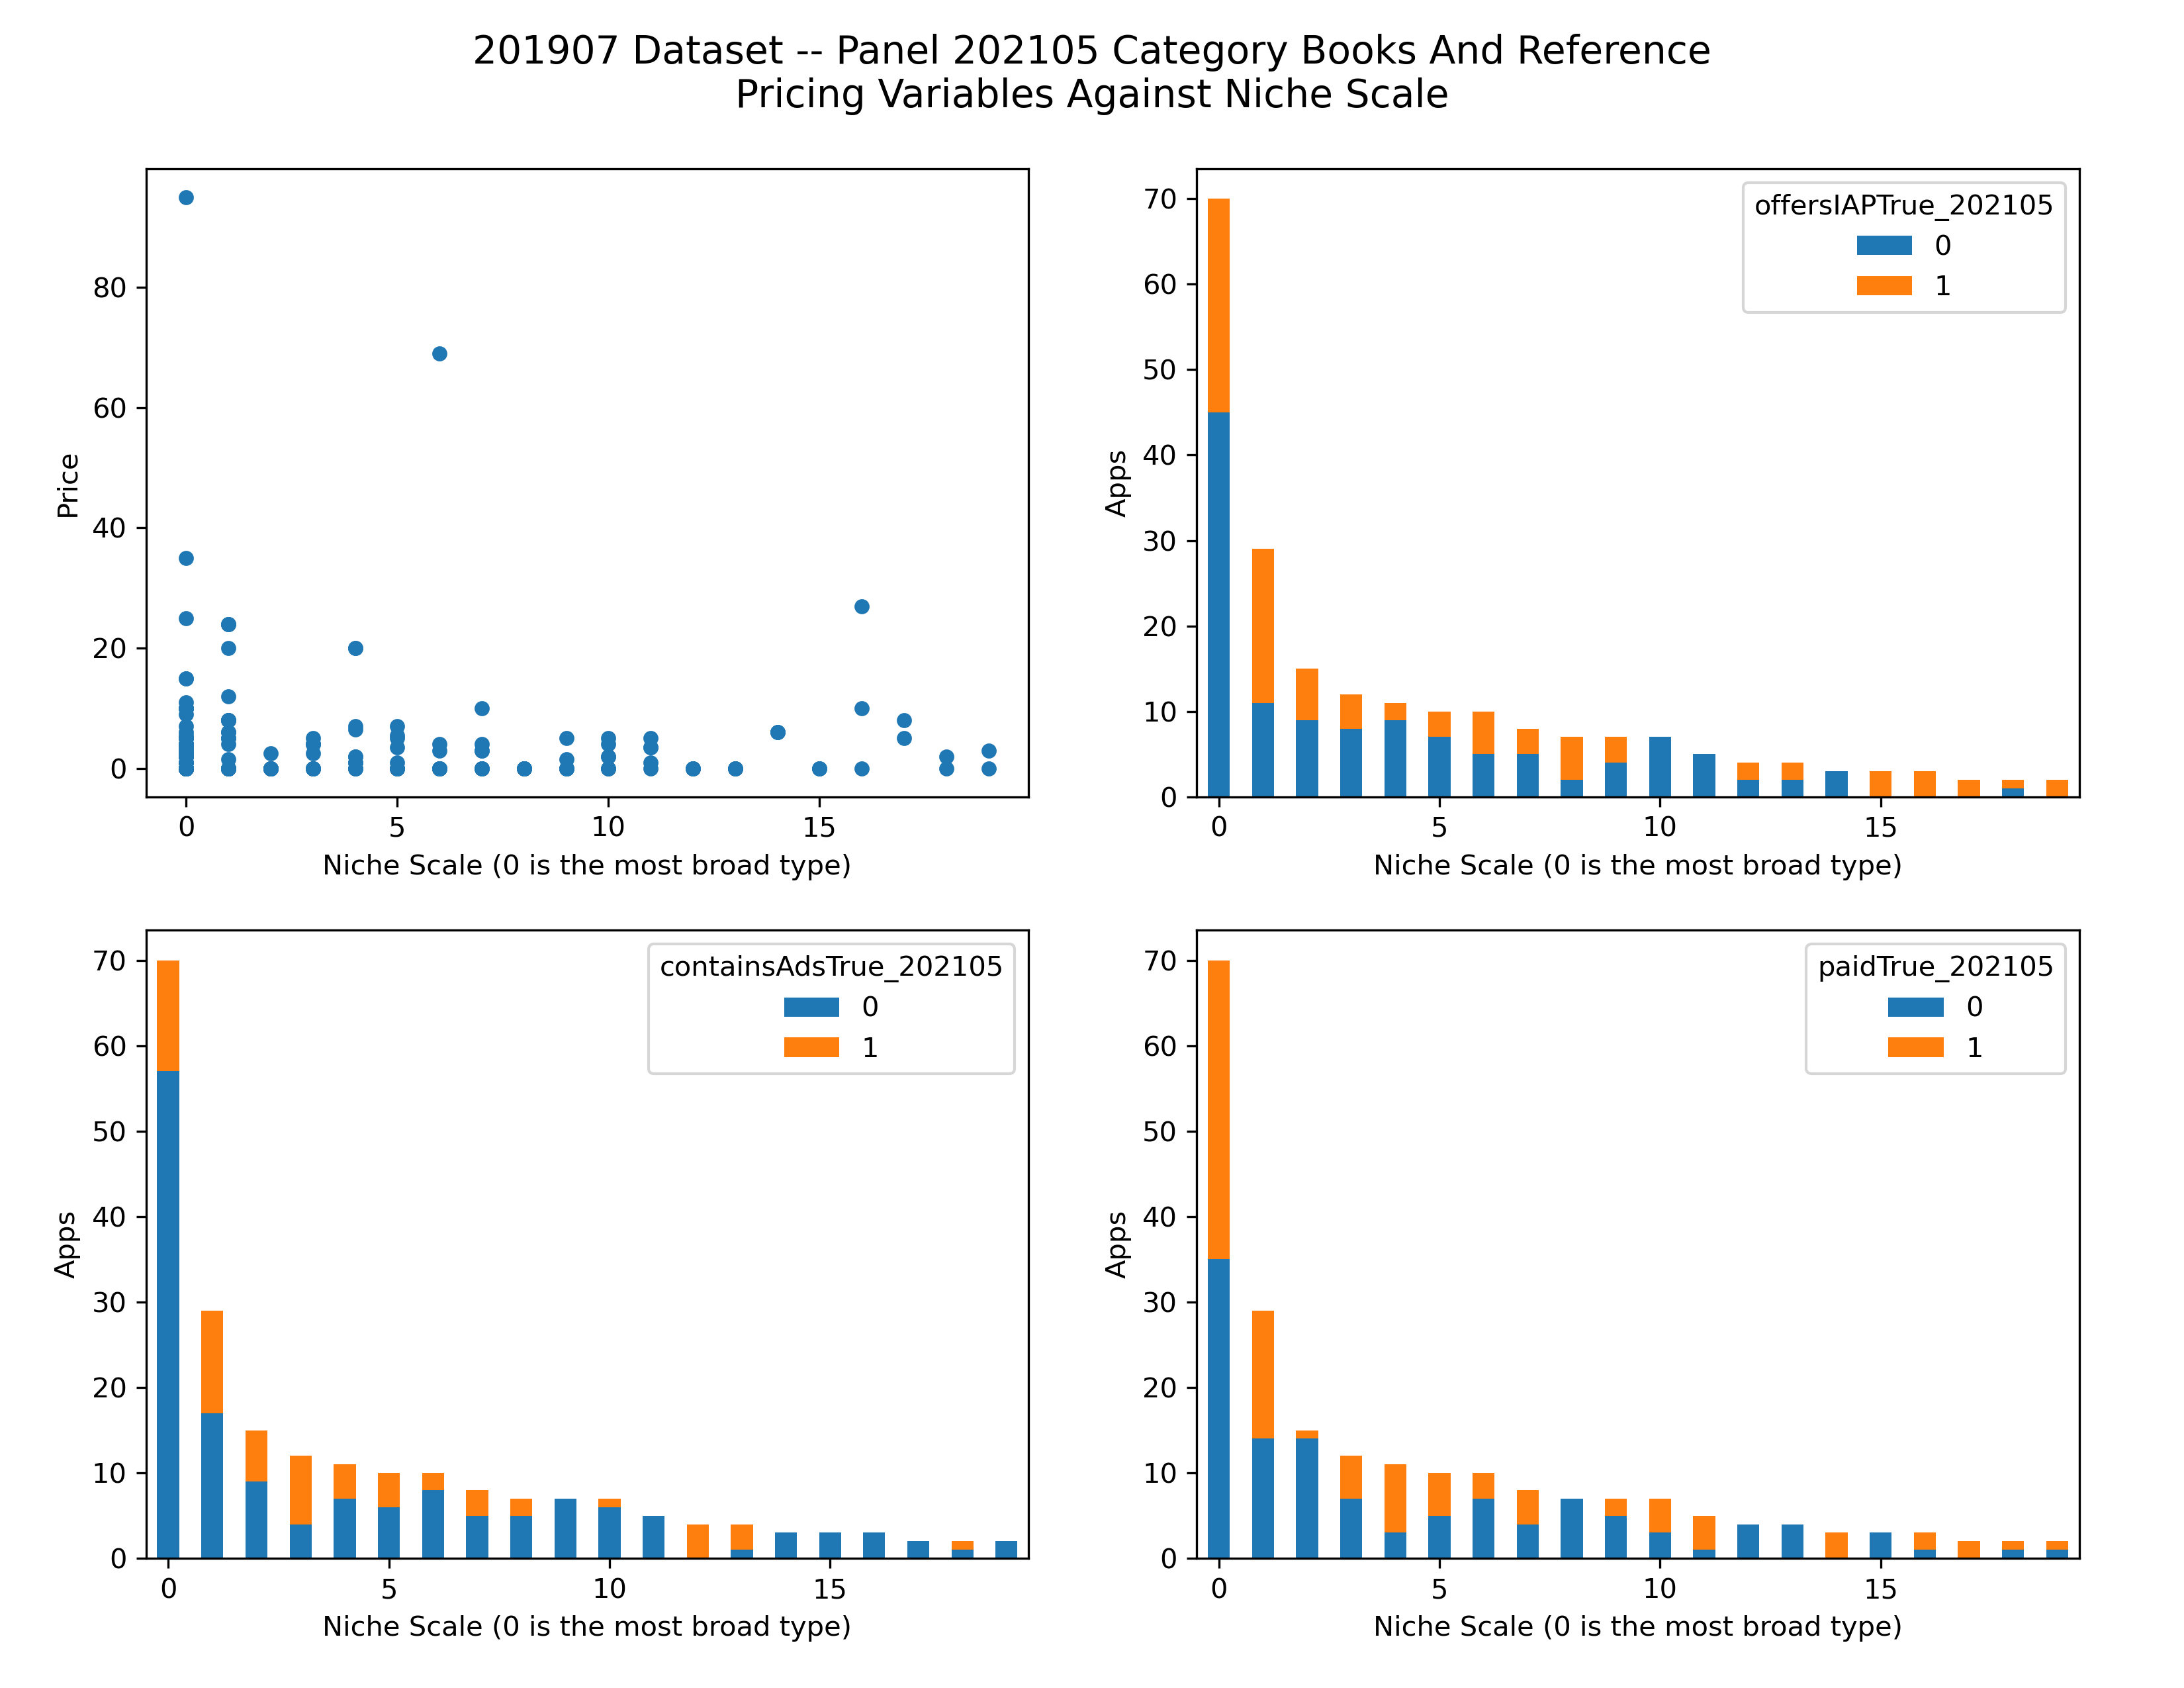 201907 Dataset -- Panel 202105 Category Books And Reference
Pricing Variables Against Niche Scale
80
60
40
20
0
Price
0 5 10 15
Niche Scale (0 is the most broad type)
offersIAPTrue_202105
0
1
70
60
50
40
30
20
10
0
Apps
0 5 10 15
Niche Scale (0 is the most broad type)
containsAdsTrue_202105
0
1
70
60
50
40
30
20
10
0
Apps
0 5 10 15
Niche Scale (0 is the most broad type)
paidTrue_202105
0
1
70
60
50
40
30
20
10
0
Apps
0 5 10 15
Niche Scale (0 is the most broad type)